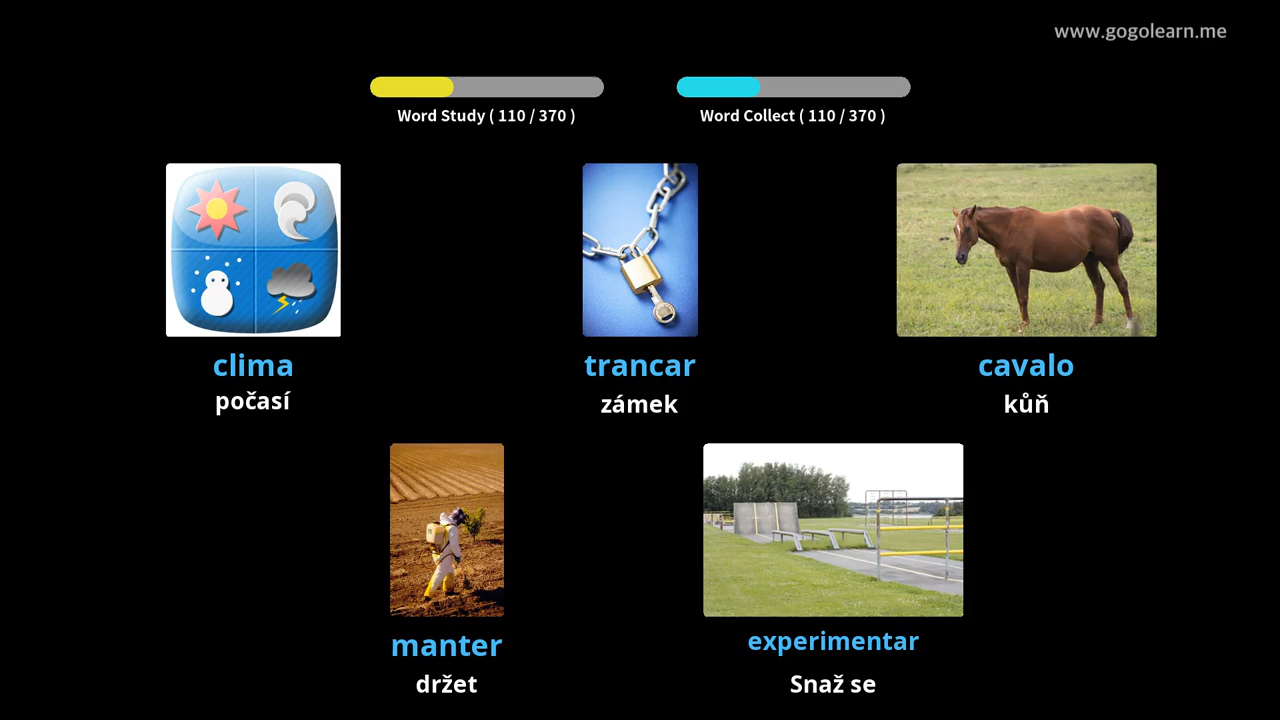 www.gogolearn.me
Word Study ( 110 / 370 )
Word Collect ( 110 / 370 )
clima
počasí
trancar
zámek
cavalo
kůň
manter
držet
experimentar
Snaž se